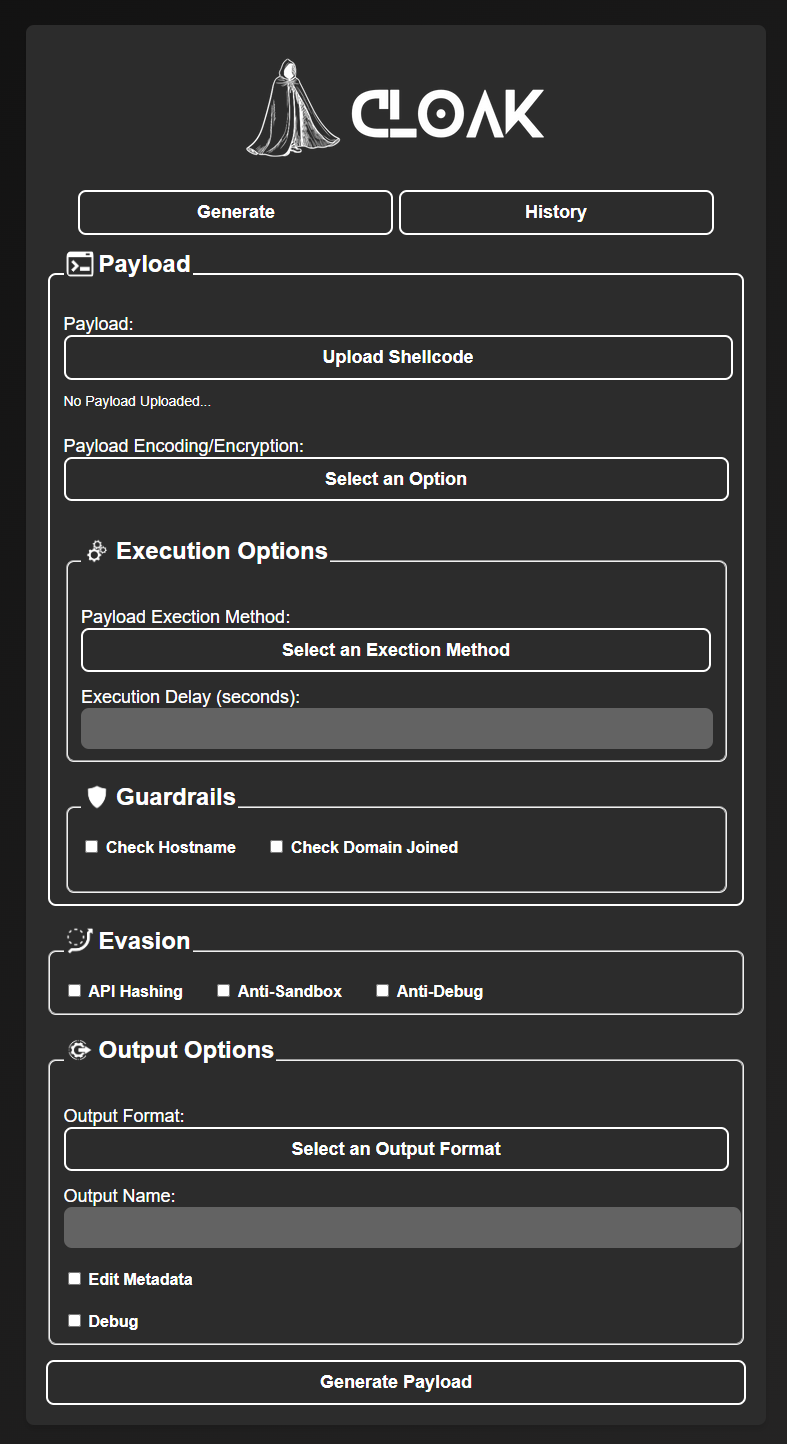 CLOAK
Generate History
Payload
Payload:
Upload Shellcode
No Payload Uploaded...
Payload Encoding/Encryption:
Select an Option
Execution Options
Payload Exection Method:
Select an Exection Method
Execution Delay (seconds):
Guardrails
Check Hostname Check Domain Joined
Evasion
API Hashing Anti-Sandbox Anti-Debug
Output Options
Output Format:
Select an Output Format
Output Name:
Edit Metadata
Debug
Generate Payload